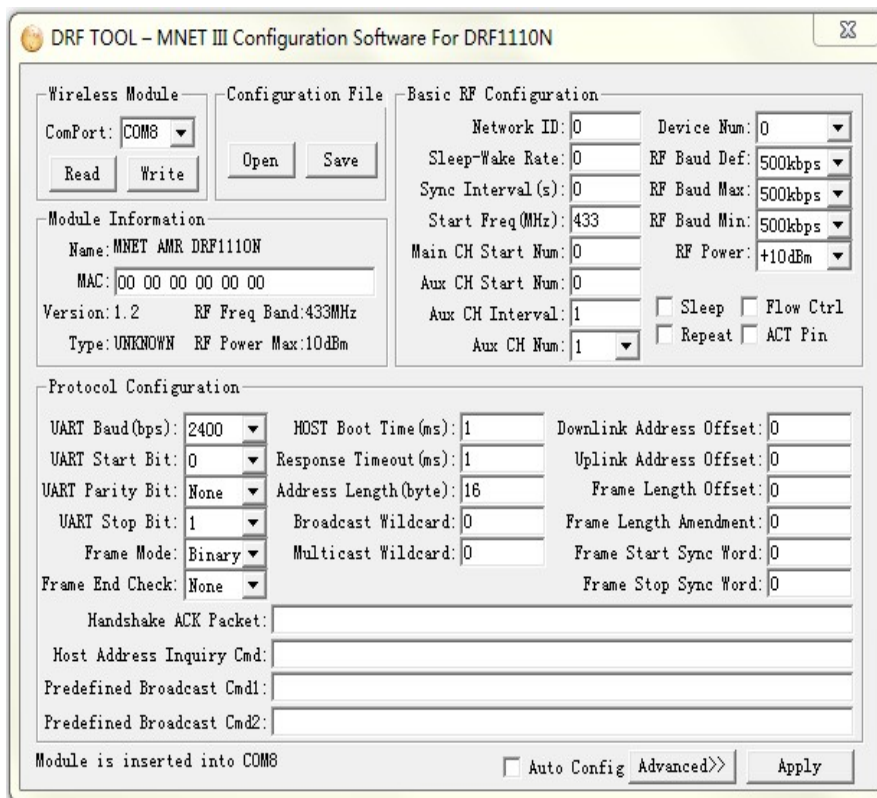 DRF TOOL – MNET III Configuration Software For DRF1110N
Wireless Module
ComPort: COM8
Read Write
Configuration File
Open Save
Module Information
Name: MNET AMR DRF1110N
MAC: 00 00 00 00 00 00
Version:1.2 RF Freq Band:433MHz
Type:UNKNOWN RF Power Max:10dBm
Basic RF Configuration
Network ID: 0
Sleep-Wake Rate: 0
Sync Interval(s): 0
Start Freq(MHz): 433
Main CH Start Num: 0
Aux CH Start Num: 0
Aux CH Interval: 1
Aux CH Num: 1
Device Num: 0
RF Baud Def: 500kbps
RF Baud Max: 500kbps
RF Baud Min: 500kbps
RF Power: +10dBm
Sleep Flow Ctrl
Repeat ACT Pin
Protocol Configuration
UART Baud(bps): 2400
UART Start Bit: 0
UART Parity Bit: None
UART Stop Bit: 1
Frame Mode: Binary
Frame End Check: None
HOST Boot Time(ms): 1
Response Timeout(ms): 1
Address Length(byte): 16
Broadcast Wildcard: 0
Multicast Wildcard: 0
Downlink Address Offset: 0
Uplink Address Offset: 0
Frame Length Offset: 0
Frame Length Amendment: 0
Frame Start Sync Word: 0
Frame Stop Sync Word: 0
Handshake ACK Packet:
Host Address Inquiry Cmd:
Predefined Broadcast Cmd1:
Predefined Broadcast Cmd2:
Module is inserted into COM8
Auto Config Advanced>> Apply